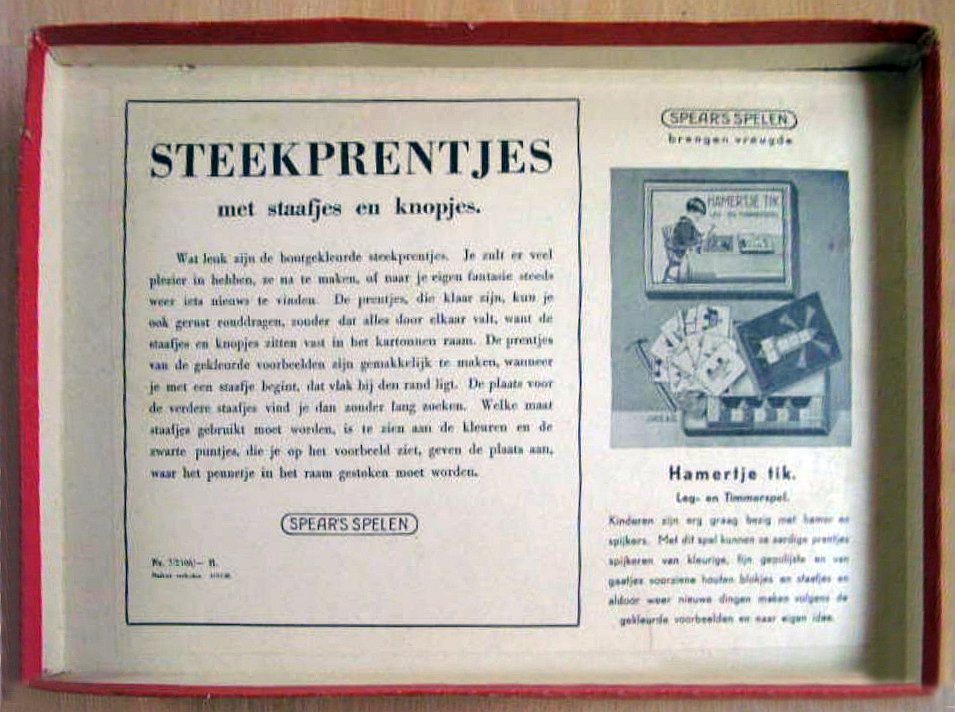 STEEKPRENTJES
met staafjes en knopjes.
Wat leuk zijn de bontgekleurde steekprentjes. Je zult er veel
plezier in hebben, ze na te maken, of naar je eigen fantasie steeds
weer iets nieuws te vinden. De prentjes, die klaar zijn, kun je
ook gerust ronddragen, zonder dat alles door elkaar valt, want de
staafjes en knopjes zitten vast in het kartonnen raam. De prentjes
van de gekleurde voorbeelden zijn gemakkelijk te maken, wanneer
je met een staafje begint, dat vlak bij den rand ligt. De plaats voor
de verdere staafjes vind je dan zonder lang zoeken. Welke maat
staafjes gebruikt moet worden, is te zien aan de kleuren en de
zwarte puntjes, die je op het voorbeeld ziet, geven de plaats aan,
waar het pennetje in het raam gestoken moet worden.
SPEAR'S SPELEN
SPEAR'S SPELEN
brengen vreugde
HAMERTJE TIK
Hamertje tik.
Leg- en Timmerspel.
Kinderen zijn erg graag bezig met hamer en
spijkers. Met dit spel kunnen ze aardige prentjes
spijkeren van kleurige, fijn gepolijste en van
gaatjes voorziene houten blokjes en staafjes en
aldoor weer nieuwe dingen maken volgens de
gekleurde voorbeelden en naar eigen idee.